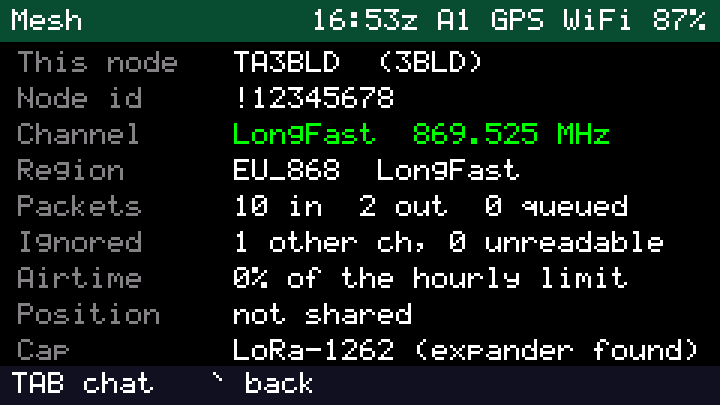 Mesh 16:53z A1 GPS WiFi 87%
This node TA3BLD (3BLD)
Node id !12345678
Channel LongFast 869.525 MHz
Region EU_868 LongFast
Packets 10 in 2 out 0 queued
Ignored 1 other ch, 0 unreadable
Airtime 0% of the hourly limit
Position not shared
Cap LoRa-1262 (expander found)
TAB chat ` back